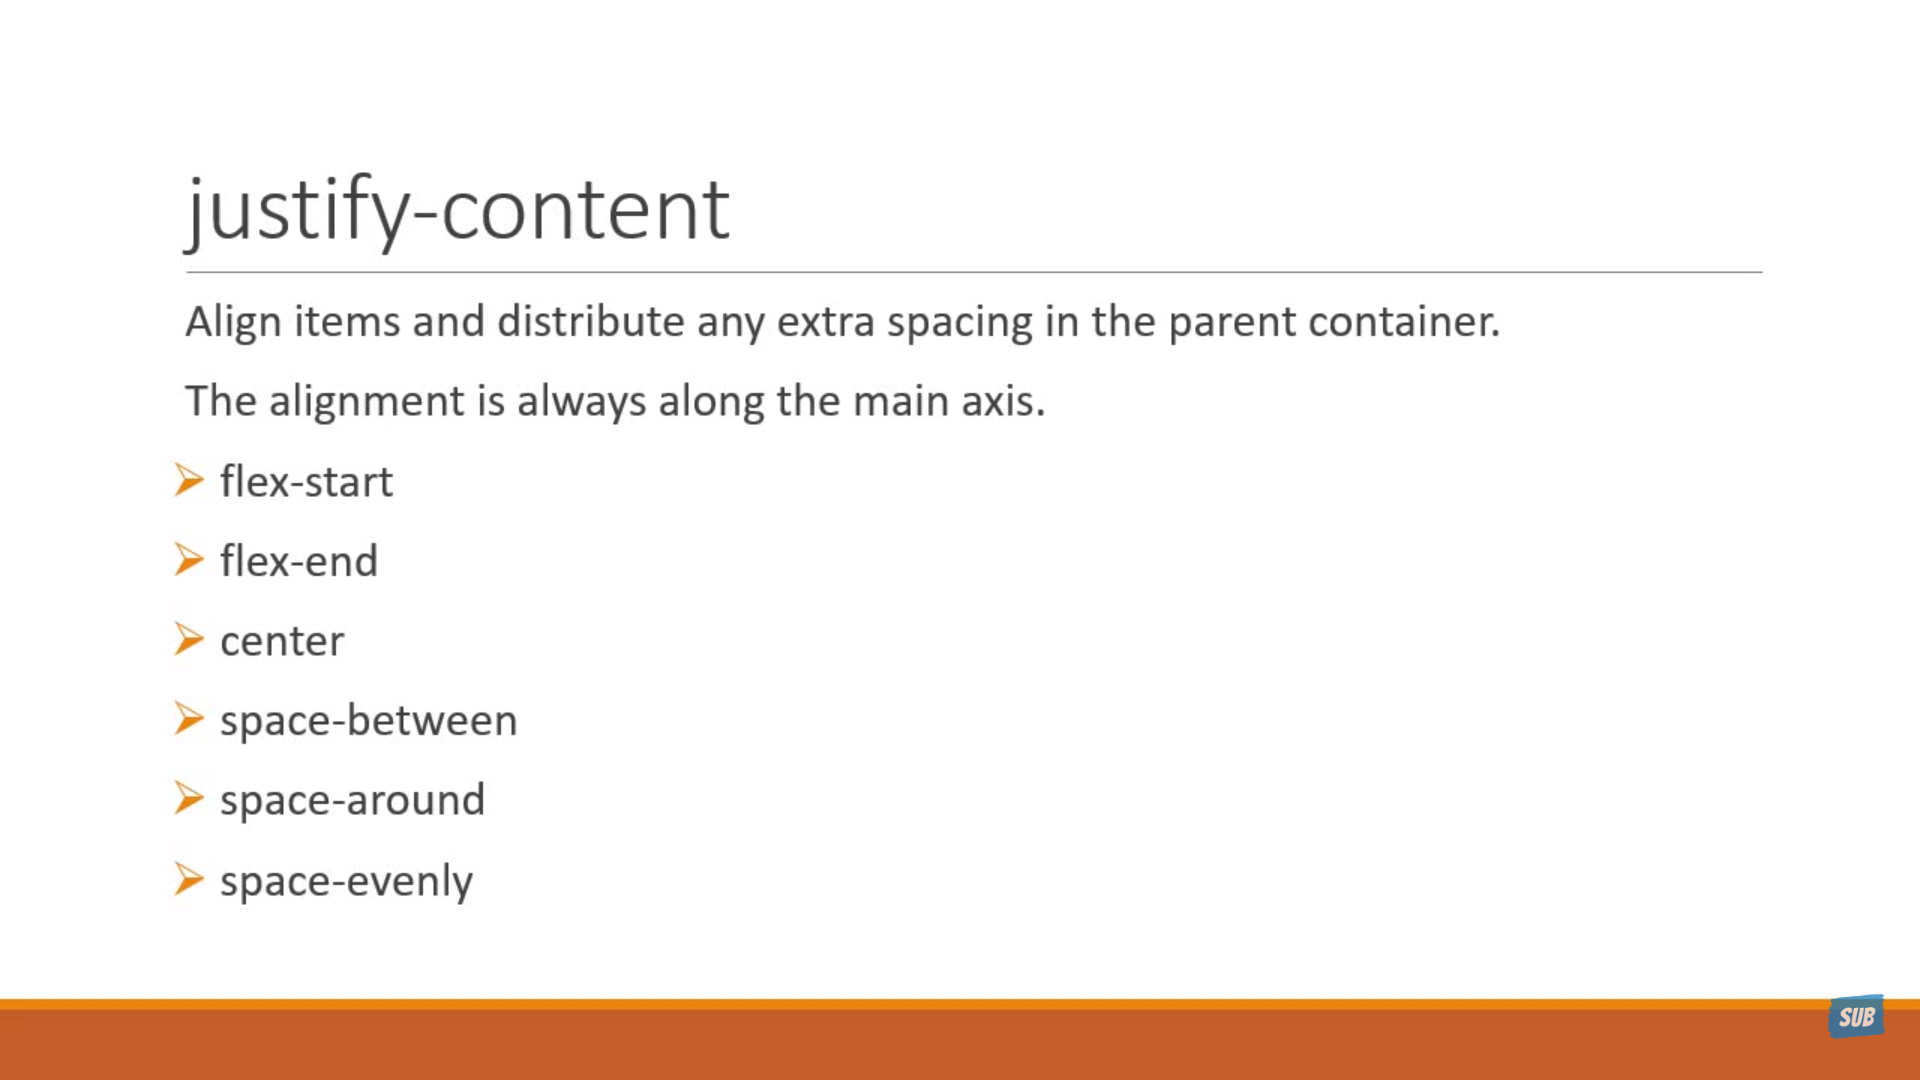 justify-content
Align items and distribute any extra spacing in the parent container.
The alignment is always along the main axis.
flex-start
flex-end
center
space-between
space-around
space-evenly
SUB